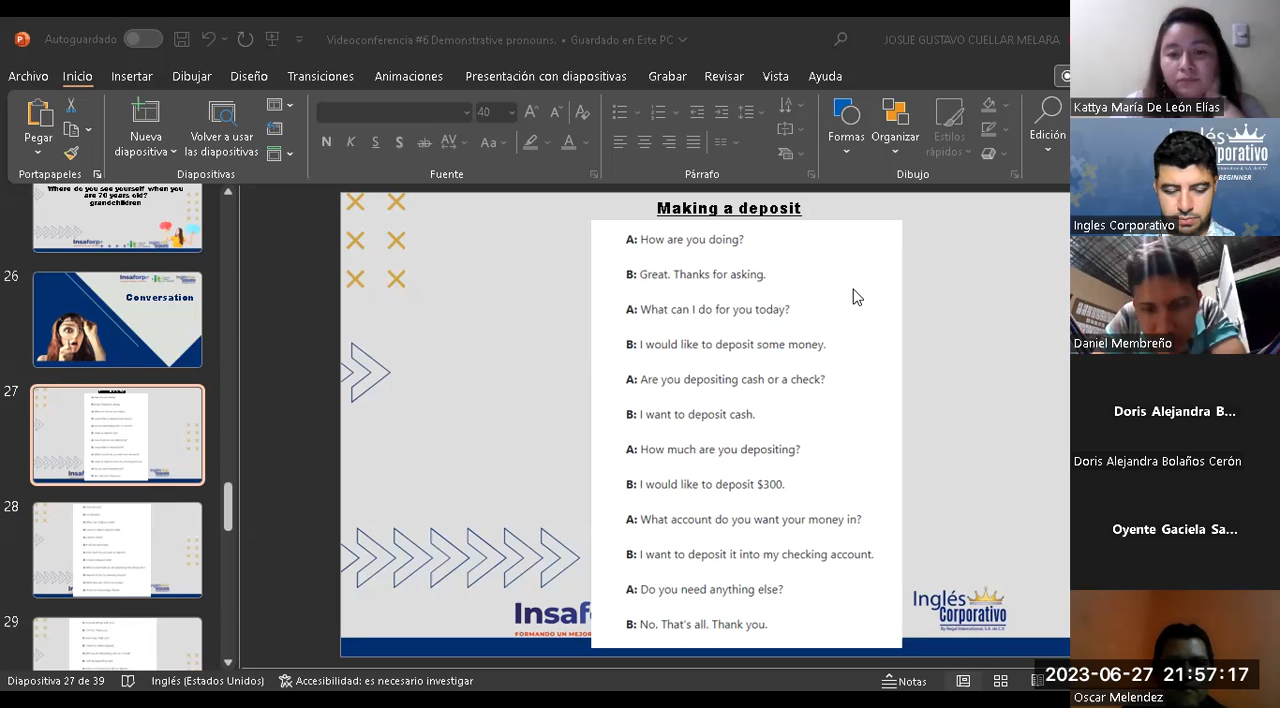 Autoguardado
Videoconferencia #6 Demonstrative pronouns. • Guardado en Este PC
JOSUE GUSTAVO CUELLAR MELARA
Archivo Inicio Insertar Dibujar Diseño Transiciones Animaciones Presentación con diapositivas Grabar Revisar Vista Ayuda
Pegar
Nueva diapositiva
Volver a usar las diapositivas
40
N K S S ab AV Aa A
Formas
Organizar
Estilos rápidos
Edición
Portapapeles
Diapositivas
Fuente
Párrafo
Dibujo
Where do you see yourself when you
are 70 years old?
grandchildren
26
Conversation
27
28
29
Making a deposit
A: How are you doing?
B: Great. Thanks for asking.
A: What can I do for you today?
B: I would like to deposit some money.
A: Are you depositing cash or a check?
B: I want to deposit cash.
A: How much are you depositing?
B: I would like to deposit $300.
A: What account do you want your money in?
B: I want to deposit it into my checking account.
A: Do you need anything else?
B: No. That's all. Thank you.
Insaf
FORMANDO UN MEJOR
Inglés
Corporativo
Diapositiva 27 de 39
Inglés (Estados Unidos)
Accesibilidad: es necesario investigar
Notas
Kattya María De León Elías
BEGINNER
Ingles Corporativo
Daniel Membreño
Doris Alejandra B...
Doris Alejandra Bolaños Cerón
Oyente Gaciela Sa...
2023-06-27 21:57:17
Oscar Melendez